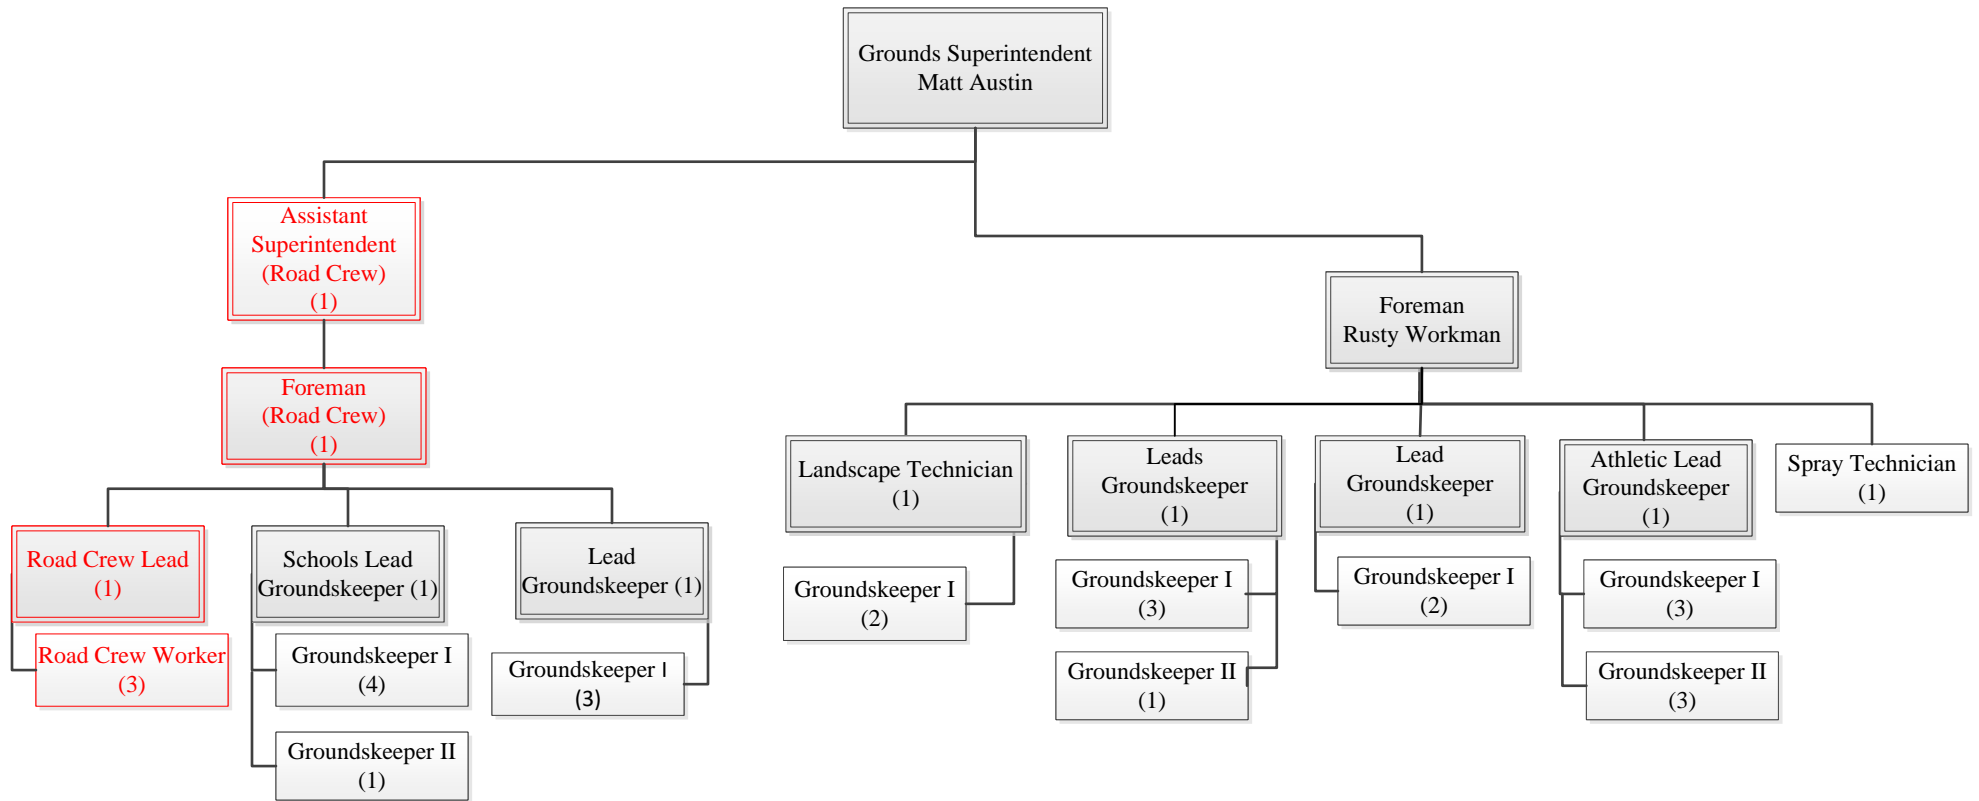 Grounds Superintendent
Matt Austin
Assistant
Superintendent
(Road Crew)
(1)
Foreman
Rusty Workman
Foreman
(Road Crew)
(1)
Road Crew Lead
(1)
Schools Lead
Groundskeeper (1)
Lead
Groundskeeper (1)
Landscape Technician
(1)
Leads
Groundskeeper
(1)
Lead
Groundskeeper
(1)
Athletic Lead
Groundskeeper
(1)
Spray Technician
(1)
Road Crew Worker
(3)
Groundskeeper I
(4)
Groundskeeper I
(3)
Groundskeeper I
(2)
Groundskeeper I
(3)
Groundskeeper I
(2)
Groundskeeper I
(3)
Groundskeeper II
(1)
Groundskeeper II
(1)
Groundskeeper II
(3)